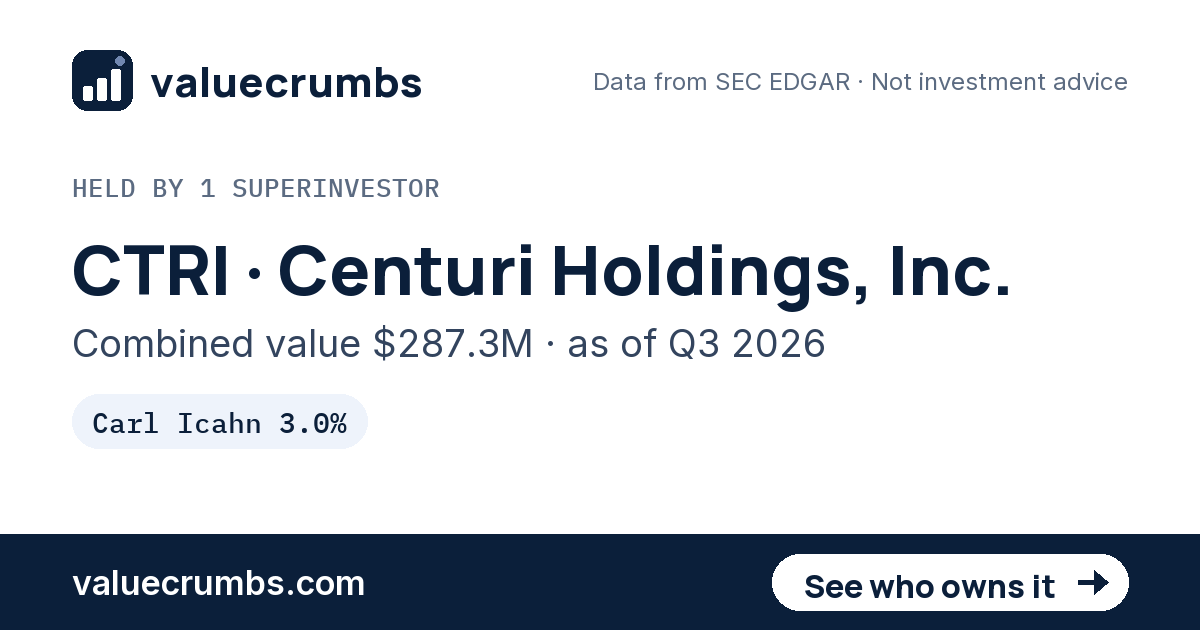 valuecrumbs
Data from SEC EDGAR · Not investment advice
HELD BY 1 SUPERINVESTOR
CTRI · Centuri Holdings, Inc.
Combined value $287.3M · as of Q3 2026
Carl Icahn 3.0%
valuecrumbs.com
See who owns it →